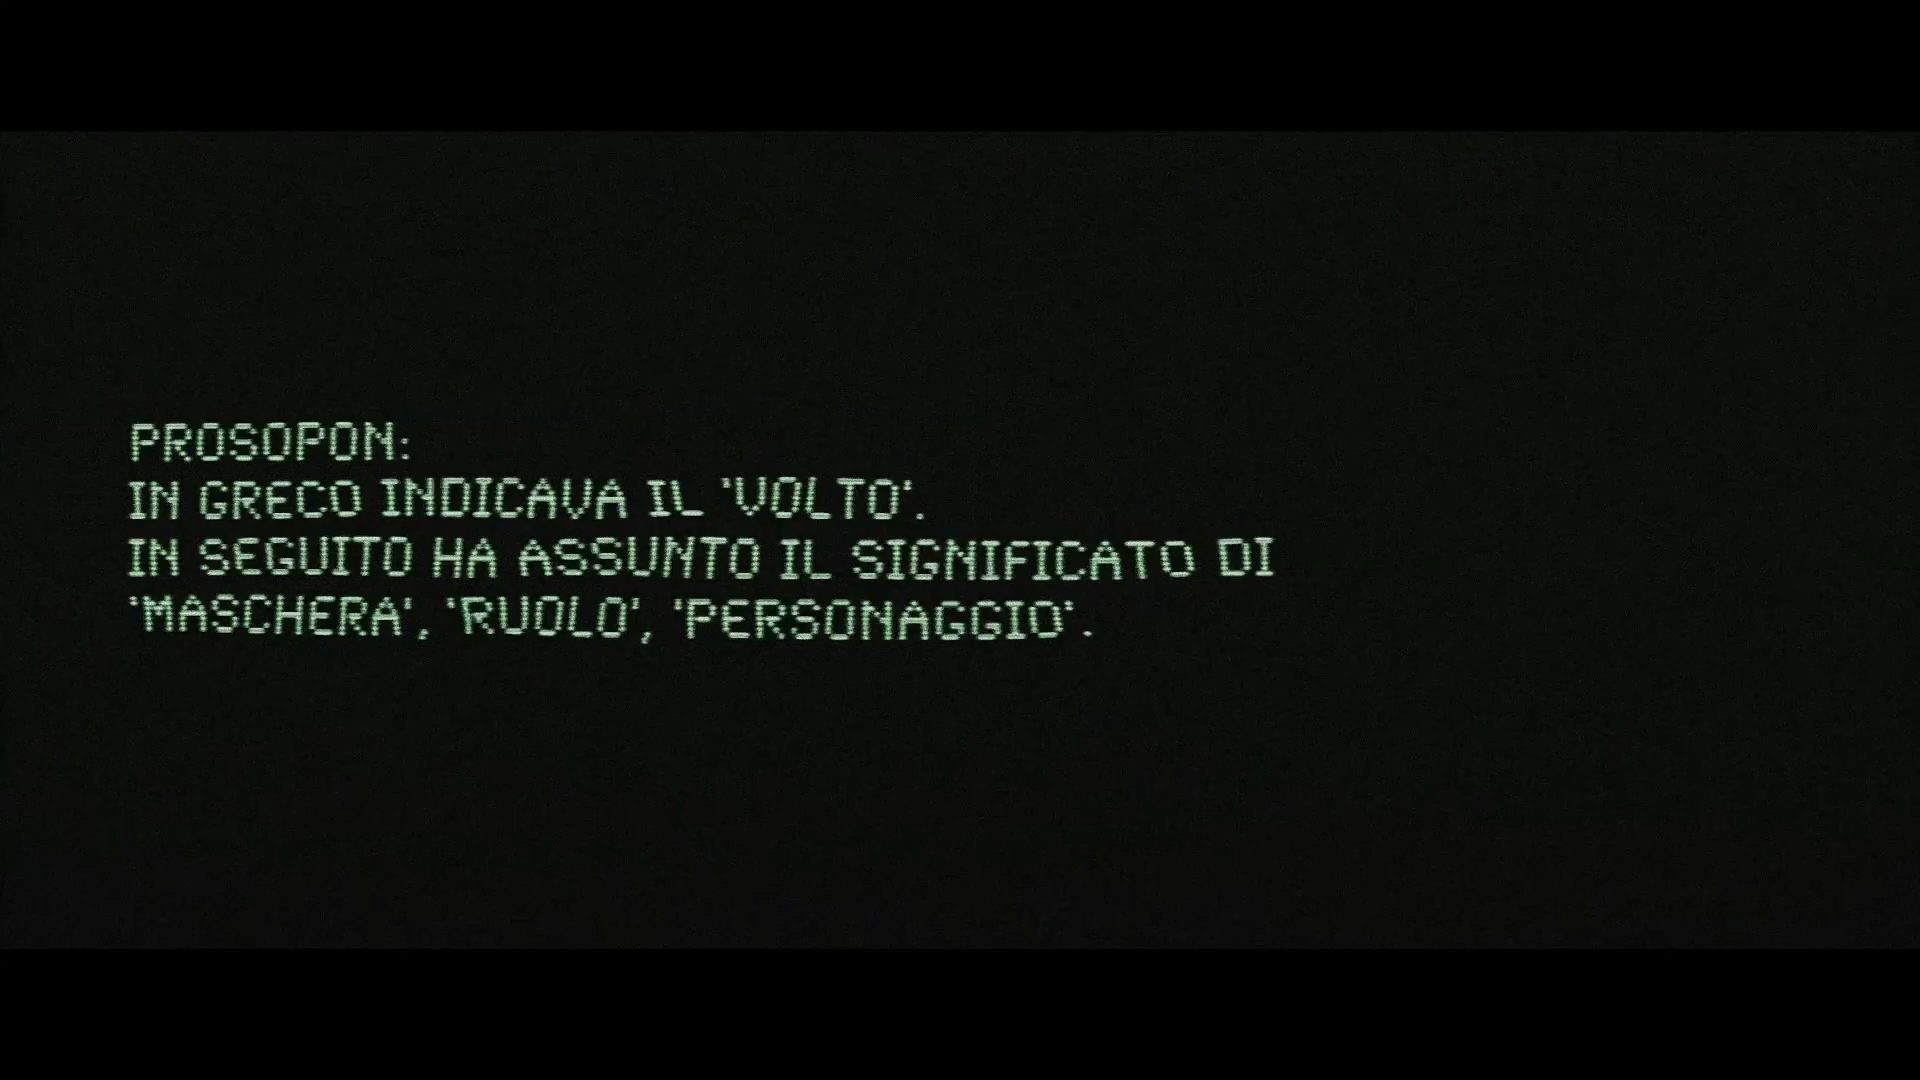 PROSOPON:
IN GRECO INDICAVA IL 'VOLTO'.
IN SEGUITO HA ASSUNTO IL SIGNIFICATO DI
'MASCHERA', 'RUOLO', 'PERSONAGGIO'.